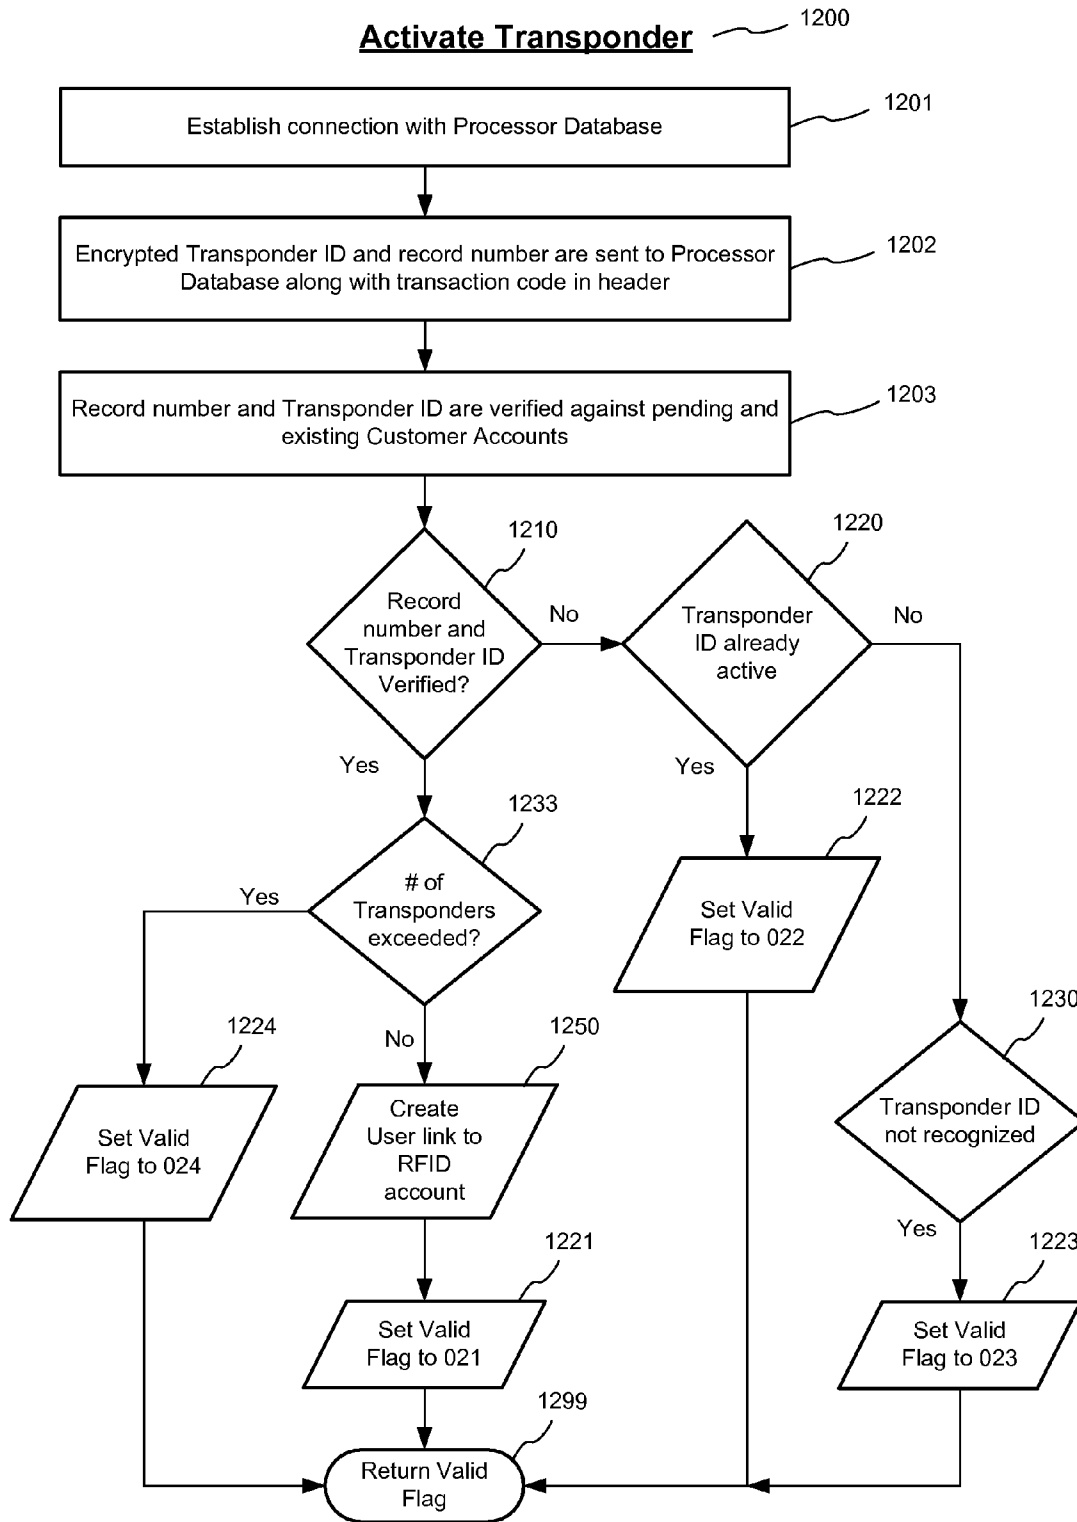 Activate Transponder
1200
Establish connection with Processor Database
1201
Encrypted Transponder ID and record number are sent to Processor
Database along with transaction code in header
1202
Record number and Transponder ID are verified against pending and
existing Customer Accounts
1203
1210
Record
number and
Transponder ID
Verified?
No
1220
Transponder
ID already
active
No
Yes
Yes
1233
# of
Transponders
exceeded?
Yes
No
1222
Set Valid
Flag to 022
1224
Set Valid
Flag to 024
1250
Create
User link to
RFID
account
1230
Transponder ID
not recognized
Yes
1221
Set Valid
Flag to 021
1223
Set Valid
Flag to 023
1299
Return Valid
Flag